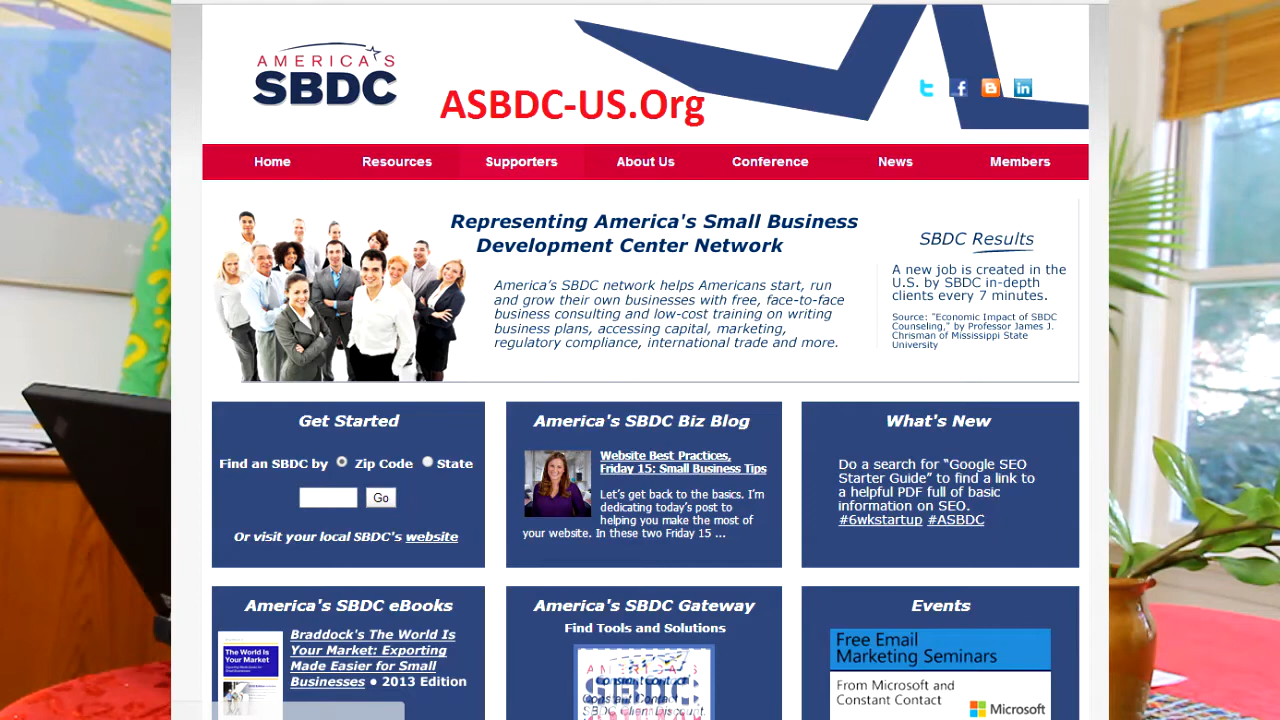 AMERICA'S
SBDC
ASBDC-US.Org
Home Resources Supporters About Us Conference News Members
Representing America's Small Business
Development Center Network
America's SBDC network helps Americans start, run
and grow their own businesses with free, face-to-face
business consulting and low-cost training on writing
business plans, accessing capital, marketing,
regulatory compliance, international trade and more.
SBDC Results
A new job is created in the
U.S. by SBDC in-depth
clients every 7 minutes.
Source: "Economic Impact of SBDC
Counseling," by Professor James J.
Chrisman of Mississippi State
University
Get Started
Find an SBDC by Zip Code State
Go
Or visit your local SBDC's website
America's SBDC Biz Blog
Website Best Practices,
Friday 15: Small Business Tips
Let's get back to the basics. I'm
dedicating today's post to
helping you make the most of
your website. In these two Friday 15 ...
What's New
Do a search for "Google SEO
Starter Guide" to find a link to
a helpful PDF full of basic
information on SEO.
#6wkstartup #ASBDC
America's SBDC eBooks
Braddock's The World Is
Your Market: Exporting
Made Easier for Small
Businesses ● 2013 Edition
The World Is
Your Market
America's SBDC Gateway
Find Tools and Solutions
AMERICA'S
SBDC
Constant Contact
SBDC Client Discount
Events
Free Email
Marketing Seminars
From Microsoft and
Constant Contact
Microsoft